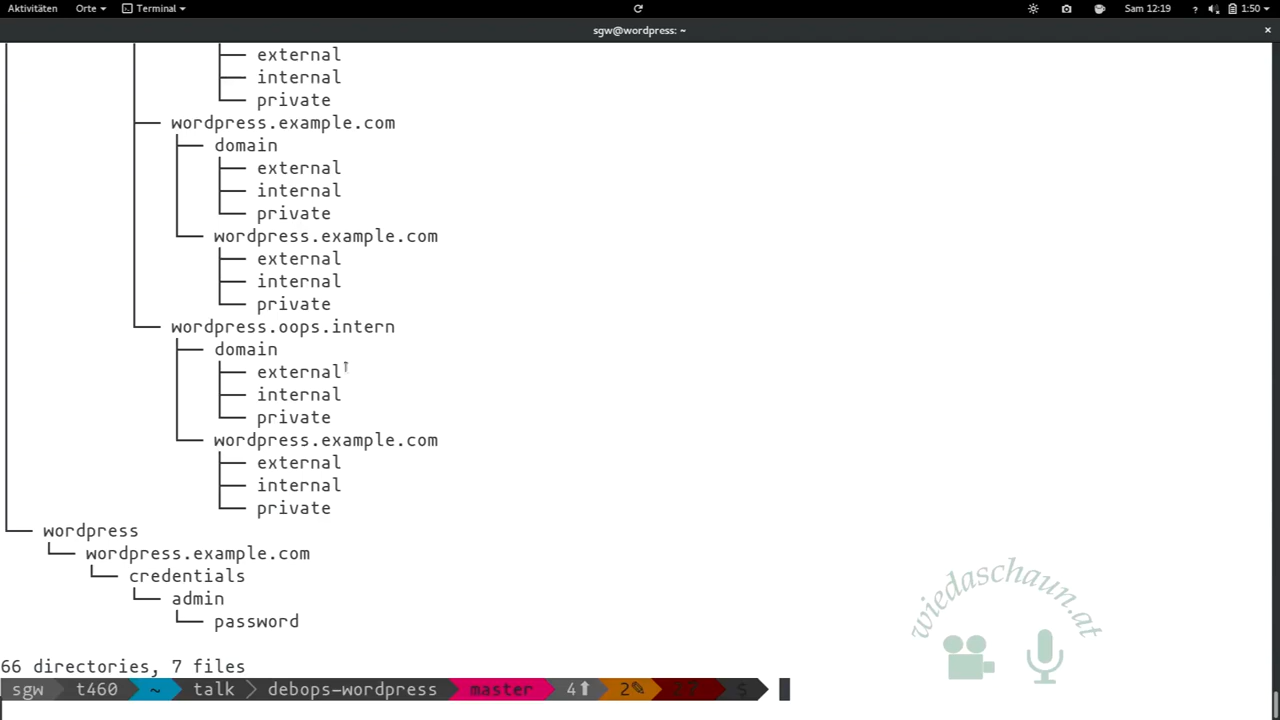 Aktivitäten Orte Terminal Sam 12:19 ? 1:50
sgw@wordpress: ~ ×
├── external
├── internal
└── private
├── wordpress.example.com
├── domain
├── external
├── internal
└── private
└── wordpress.example.com
├── external
├── internal
└── private
└── wordpress.oops.intern
├── domain
├── external
├── internal
└── private
└── wordpress.example.com
├── external
├── internal
└── private
└── wordpress
└── wordpress.example.com
└── credentials
└── admin
└── password
wiedaschaun.at
66 directories, 7 files
sgw t460 ~ talk debops-wordpress master 4⬆ 2✎ $